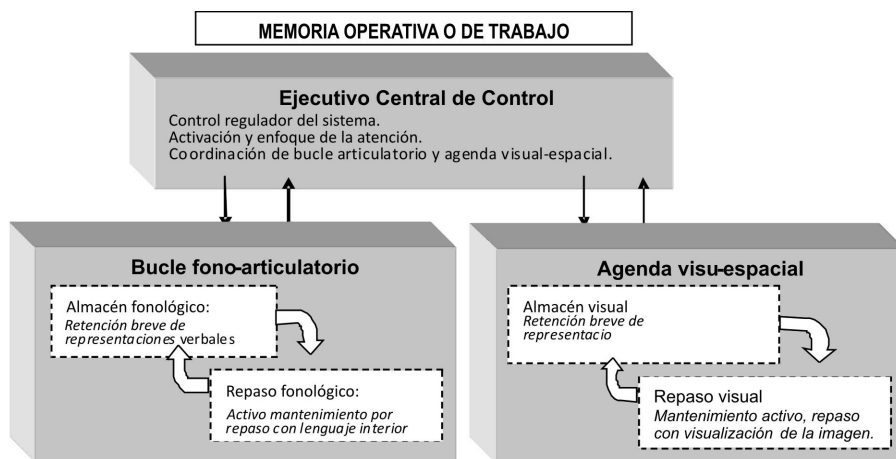 MEMORIA OPERATIVA O DE TRABAJO
Ejecutivo Central de Control
Control regulador del sistema.
Activación y enfoque de la atención.
Coordinación de bucle articulatorio y agenda visual-espacial.
Bucle fono-articulatorio
Almacén fonológico:
Retención breve de
representaciones verbales
Repaso fonológico:
Activo mantenimiento por
repaso con lenguaje interior
Agenda visu-espacial
Almacén visual
Retención breve de
representacio
Repaso visual
Mantenimiento activo, repaso
con visualización de la imagen.